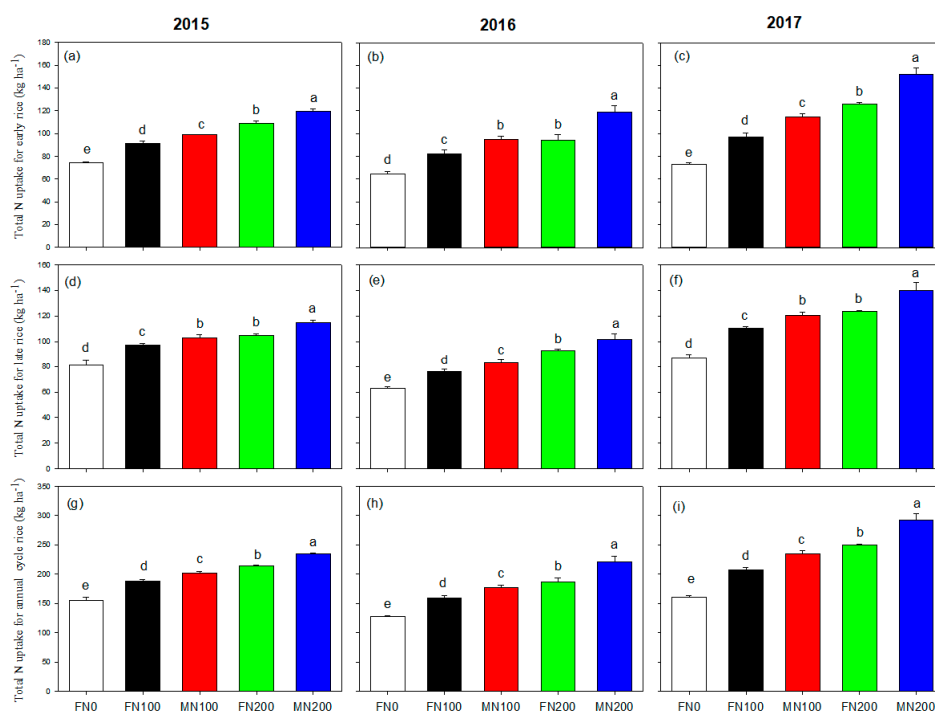 2015 2016 2017
Total N uptake for early rice (kg ha-1)
180
160
140
120
100
80
60
40
20
0
(a)
e d c b a
(b)
d c b b a
(c)
e d c b a
Total N uptake for late rice (kg ha-1)
160
140
120
100
80
60
40
20
0
(d)
d c b b a
(e)
e d c b a
(f)
d c b b a
Total N uptake for annual cycle rice (kg ha-1)
350
300
250
200
150
100
50
0
(g)
e d c b a
(h)
e d c b a
(i)
e d c b a
FN0 FN100 MN100 FN200 MN200 FN0 FN100 MN100 FN200 MN200 FN0 FN100 MN100 FN200 MN200